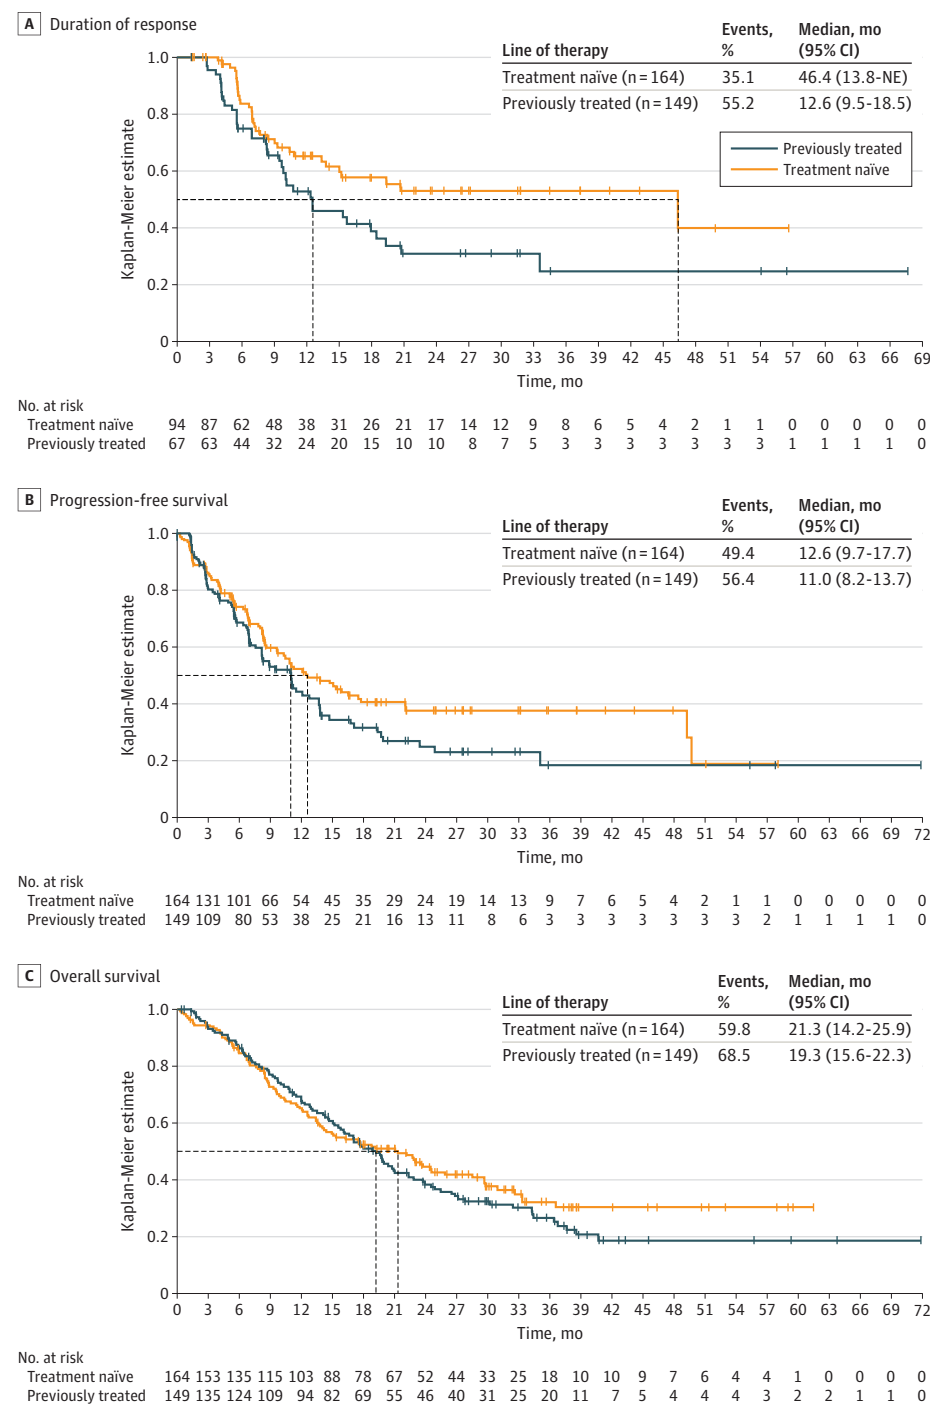 A Duration of response
Line of therapy Events, % Median, mo (95% CI)
Treatment naïve (n = 164) 35.1 46.4 (13.8-NE)
Previously treated (n = 149) 55.2 12.6 (9.5-18.5)
Previously treated
Treatment naïve
Kaplan-Meier estimate
1.0
0.8
0.6
0.4
0.2
0
0 3 6 9 12 15 18 21 24 27 30 33 36 39 42 45 48 51 54 57 60 63 66 69
Time, mo
No. at risk
Treatment naïve 94 87 62 48 38 31 26 21 17 14 12 9 8 6 5 4 2 1 1 0 0 0 0 0
Previously treated 67 63 44 32 24 20 15 10 10 8 7 5 3 3 3 3 3 3 3 1 1 1 1 0
B Progression-free survival
Line of therapy Events, % Median, mo (95% CI)
Treatment naïve (n = 164) 49.4 12.6 (9.7-17.7)
Previously treated (n = 149) 56.4 11.0 (8.2-13.7)
Kaplan-Meier estimate
1.0
0.8
0.6
0.4
0.2
0
0 3 6 9 12 15 18 21 24 27 30 33 36 39 42 45 48 51 54 57 60 63 66 69 72
Time, mo
No. at risk
Treatment naïve 164 131 101 66 54 45 35 29 24 19 14 13 9 7 6 5 4 2 1 1 0 0 0 0 0
Previously treated 149 109 80 53 38 25 21 16 13 11 8 6 3 3 3 3 3 3 3 2 1 1 1 1 0
C Overall survival
Line of therapy Events, % Median, mo (95% CI)
Treatment naïve (n = 164) 59.8 21.3 (14.2-25.9)
Previously treated (n = 149) 68.5 19.3 (15.6-22.3)
Kaplan-Meier estimate
1.0
0.8
0.6
0.4
0.2
0
0 3 6 9 12 15 18 21 24 27 30 33 36 39 42 45 48 51 54 57 60 63 66 69 72
Time, mo
No. at risk
Treatment naïve 164 153 135 115 103 88 78 67 52 44 33 25 18 10 10 9 7 6 4 4 1 0 0 0 0
Previously treated 149 135 124 109 94 82 69 55 46 40 31 25 20 11 7 5 4 4 4 3 2 2 1 1 0